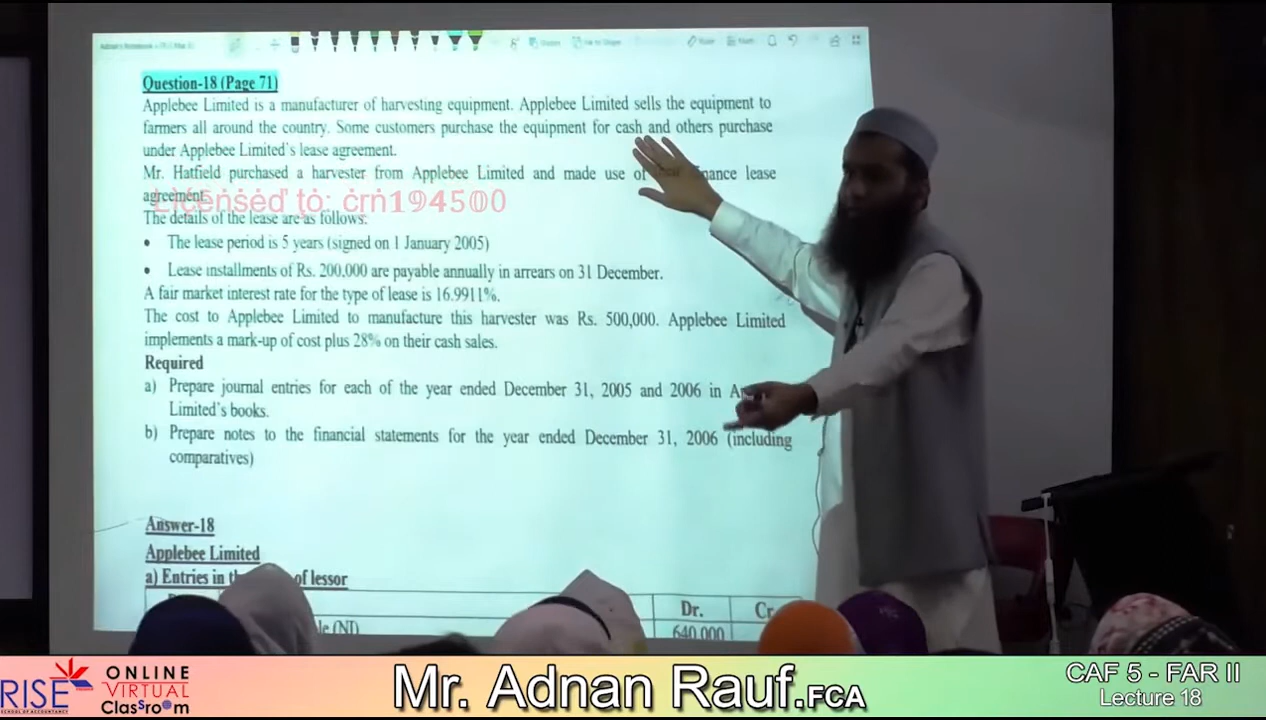 Question-18 (Page 71)
Applebee Limited is a manufacturer of harvesting equipment. Applebee Limited sells the equipment to
farmers all around the country. Some customers purchase the equipment for cash and others purchase
under Applebee Limited's lease agreement.
Mr. Hatfield purchased a harvester from Applebee Limited and made use of lease
agreement.
Licensed to: crn194500
The details of the lease are as follows:
• The lease period is 5 years (signed on 1 January 2005)
• Lease installments of Rs. 200,000 are payable annually in arrears on 31 December.
A fair market interest rate for the type of lease is 16.9911%.
The cost to Applebee Limited to manufacture this harvester was Rs. 500,000. Applebee Limited
implements a mark-up of cost plus 28% on their cash sales.
Required
a) Prepare journal entries for each of the year ended December 31, 2005 and 2006 in
Limited's books.
b) Prepare notes to the financial statements for the year ended December 31, 2006 (including
comparatives)
Answer-18
Applebee Limited
a) Entries in of lessor
Dr. Cr
640,000
RISE
SCHOOL OF ACCOUNTANCY
ONLINE
VIRTUAL
Classroom
Mr. Adnan Rauf.FCA
CAF 5 - FAR II
Lecture 18